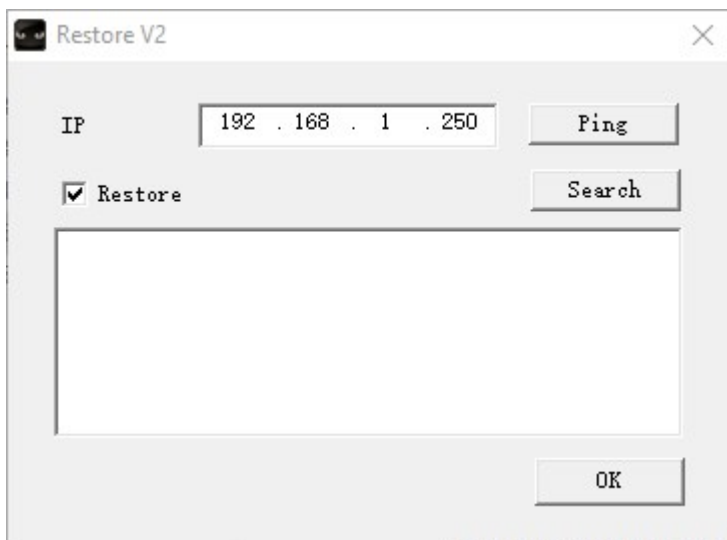 Restore V2
IP 192 . 168 . 1 . 250 Ping
Restore Search
OK